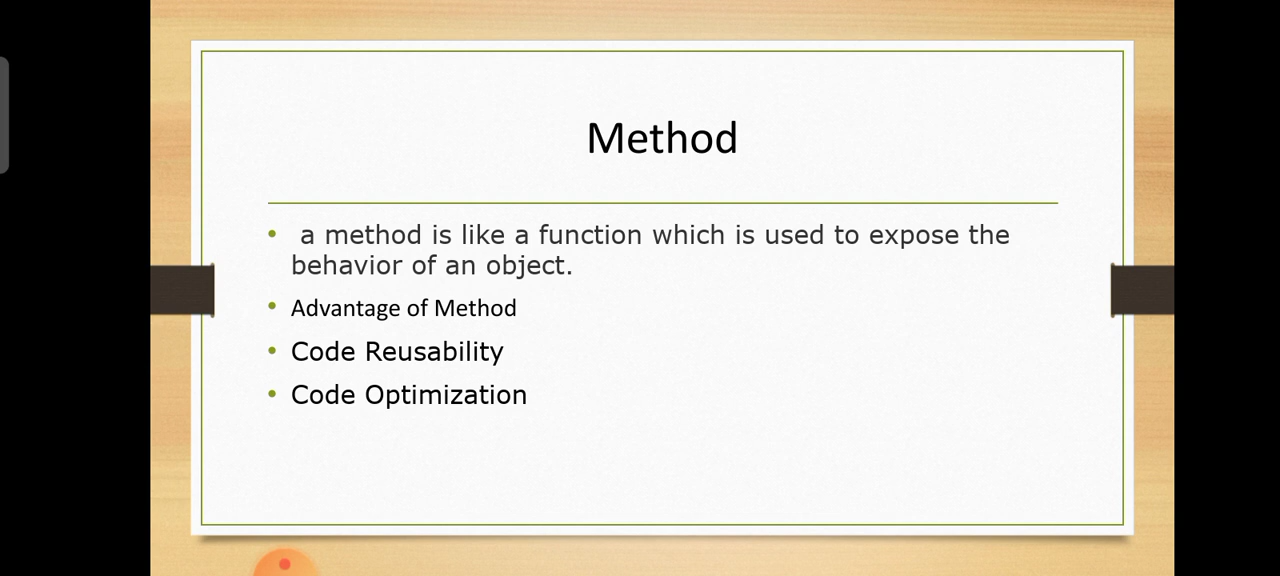 Method
• a method is like a function which is used to expose the
behavior of an object.
• Advantage of Method
• Code Reusability
• Code Optimization